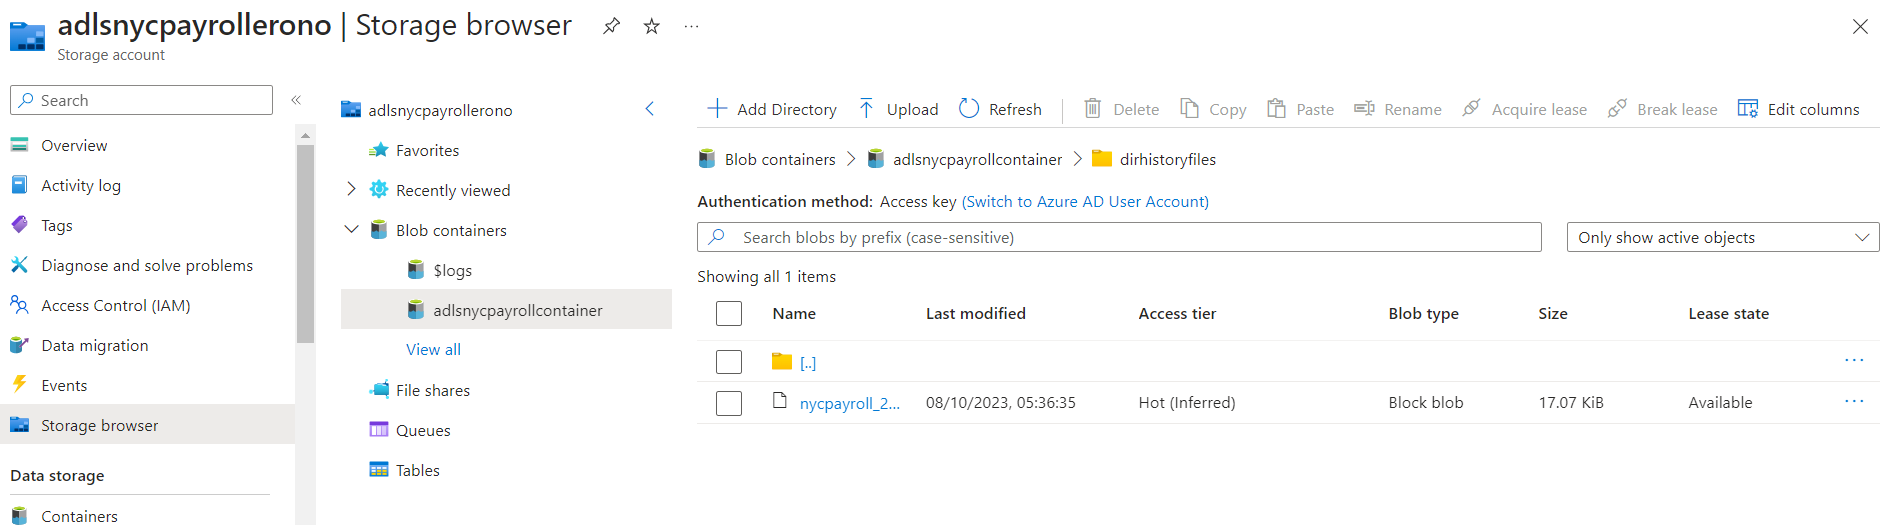 adlsnycpayrollerono | Storage browser
Storage account
Search
Overview
Activity log
Tags
Diagnose and solve problems
Access Control (IAM)
Data migration
Events
Storage browser
Data storage
Containers
adlsnycpayrollerono
Favorites
Recently viewed
Blob containers
$logs
adlsnycpayrollcontainer
View all
File shares
Queues
Tables
Add Directory Upload Refresh Delete Copy Paste Rename Acquire lease Break lease Edit columns
Blob containers > adlsnycpayrollcontainer > dirhistoryfiles
Authentication method: Access key (Switch to Azure AD User Account)
Search blobs by prefix (case-sensitive) Only show active objects
Showing all 1 items
Name Last modified Access tier Blob type Size Lease state
[..]
nycpayroll_2... 08/10/2023, 05:36:35 Hot (Inferred) Block blob 17.07 KiB Available